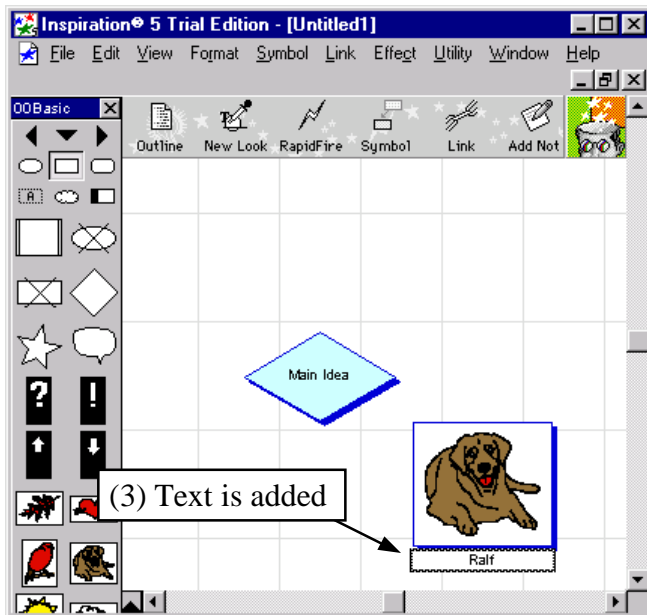 Inspiration® 5 Trial Edition - [Untitled1]
File Edit View Format Symbol Link Effect Utility Window Help
00Basic
Outline New Look RapidFire Symbol Link Add Not
A
Main Idea
?
!
(3) Text is added
Ralf